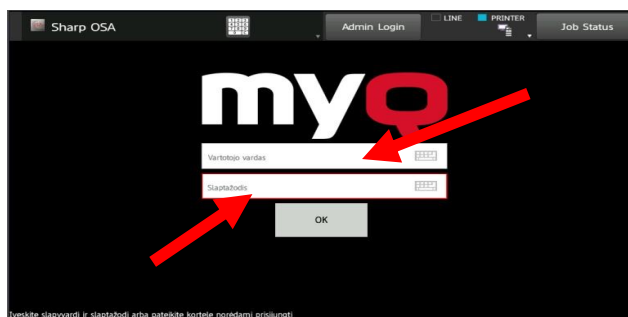 Sharp OSA
Admin Login
LINE
PRINTER
Job Status
myQ
Vartotojo vardas
Slaptažodis
OK
Įveskite slapyvardį ir slaptažodį arba pateikite kortelę norėdami prisijungti